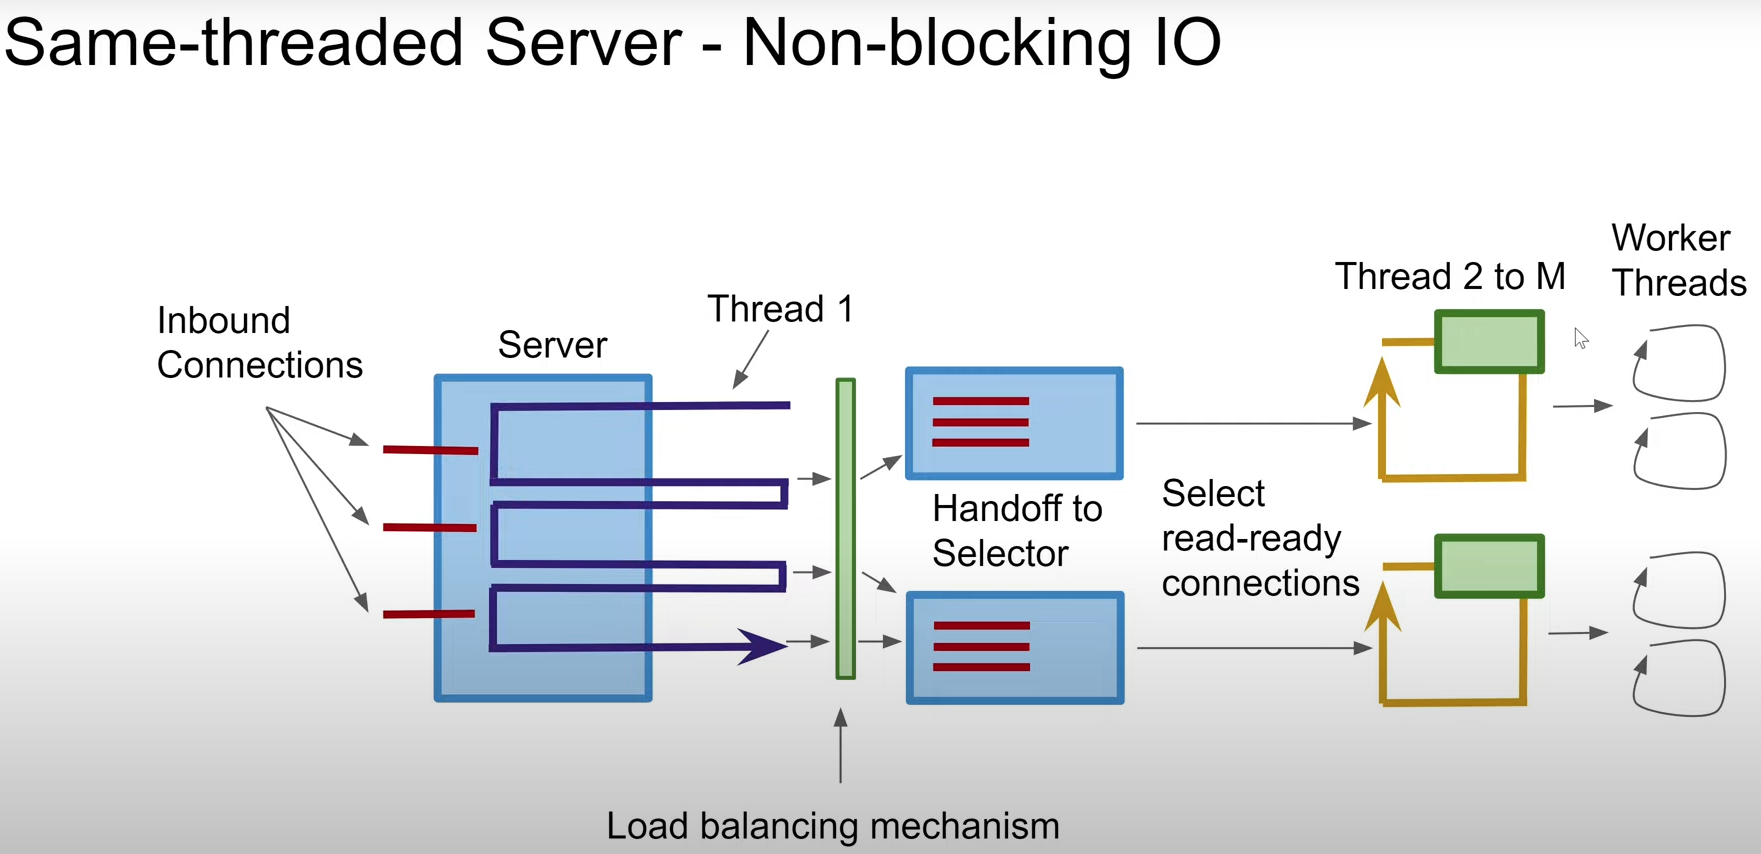 Same-threaded Server - Non-blocking IO
Inbound
Connections
Server
Thread 1
Handoff to
Selector
Select
read-ready
connections
Thread 2 to M
Worker
Threads
Load balancing mechanism